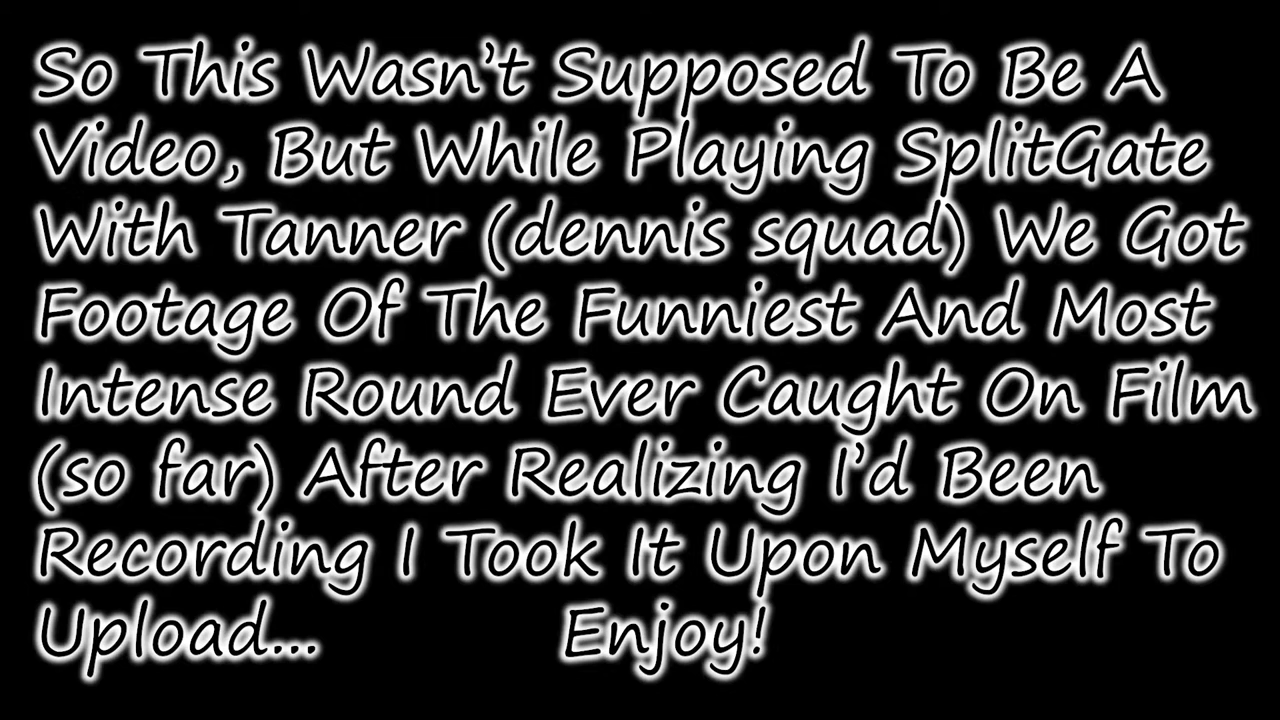 So This Wasn’t Supposed To Be A
Video, But While Playing SplitGate
With Tanner (dennis squad) We Got
Footage Of The Funniest And Most
Intense Round Ever Caught On Film
(so far) After Realizing I’d Been
Recording I Took It Upon Myself To
Upload... Enjoy!